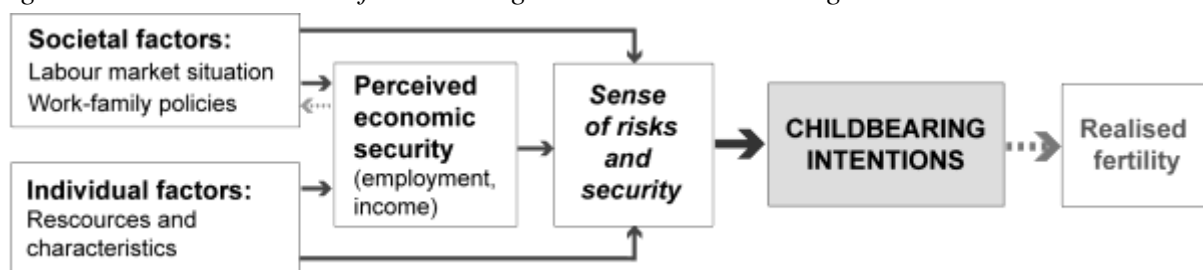 Societal factors:
Labour market situation
Work-family policies
Individual factors:
Rescources and
characteristics
Perceived
economic
security
(employment,
income)
Sense
of risks
and
security
CHILDBEARING
INTENTIONS
Realised
fertility